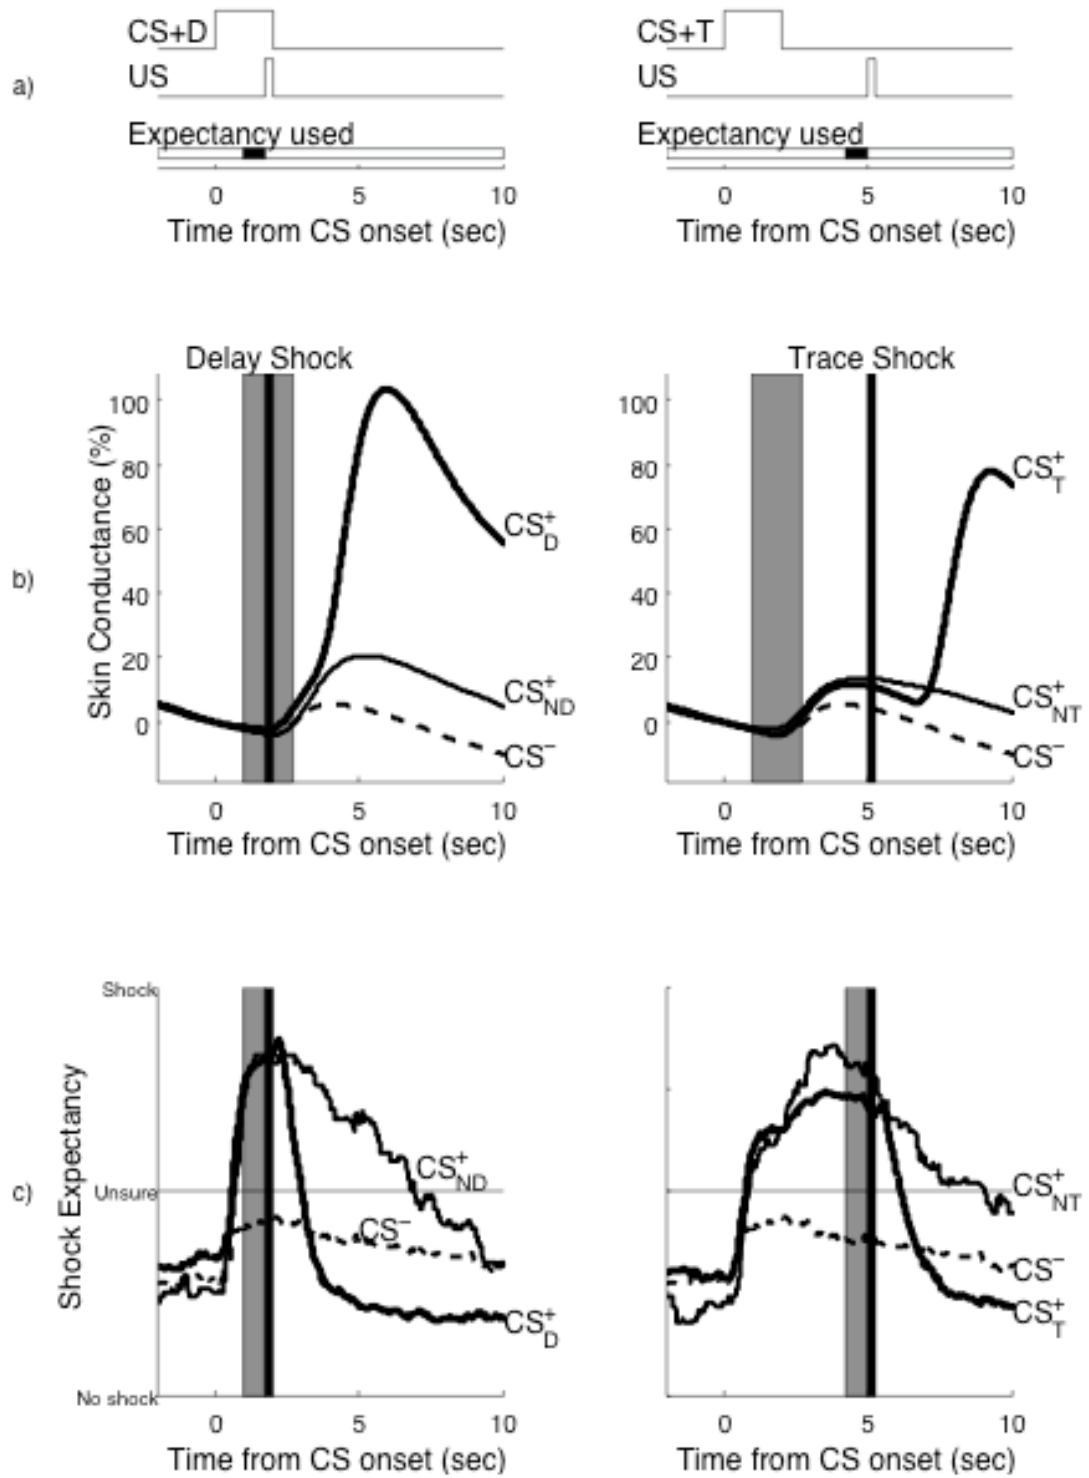 a)
CS+D
US
Expectancy used
0 5 10
Time from CS onset (sec)
CS+T
US
Expectancy used
0 5 10
Time from CS onset (sec)
b)
Delay Shock
Skin Conductance (%)
100
80
60
40
20
0
CS+D
CS+ND
CS−
0 5 10
Time from CS onset (sec)
Trace Shock
100
80
60
40
20
0
CS+T
CS+NT
CS−
0 5 10
Time from CS onset (sec)
c)
Shock Expectancy
Shock
Unsure
No shock
CS+ND
CS−
CS+D
0 5 10
Time from CS onset (sec)
CS+NT
CS−
CS+T
0 5 10
Time from CS onset (sec)